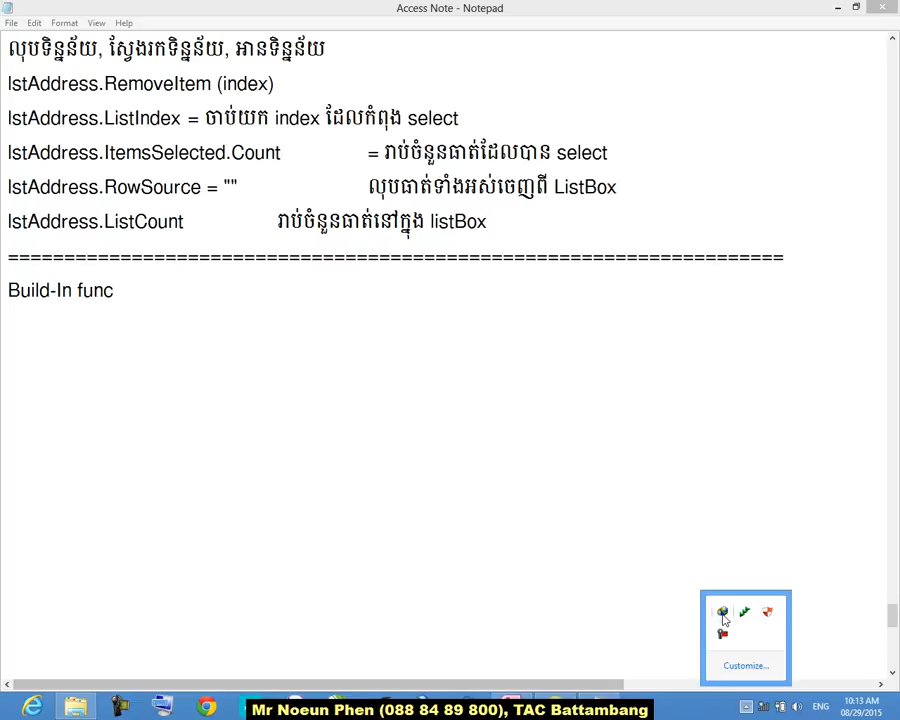 Access Note - Notepad
File Edit Format View Help
លុបទិន្នន័យ, ស្វែងរកទិន្នន័យ, អានទិន្នន័យ
lstAddress.RemoveItem (index)
lstAddress.ListIndex = ចាប់យក index ដែលកំពុង select
lstAddress.ItemsSelected.Count = រាប់ចំនួនធាត់ដែលបាន select
lstAddress.RowSource = "" លុបធាត់ទាំងអស់ចេញពី ListBox
lstAddress.ListCount រាប់ចំនួនធាត់នៅក្នុង listBox
=====================================================================
Build-In func
Customize...
ENG
10:13 AM
08/29/2015
Mr Noeun Phen (088 84 89 800), TAC Battambang